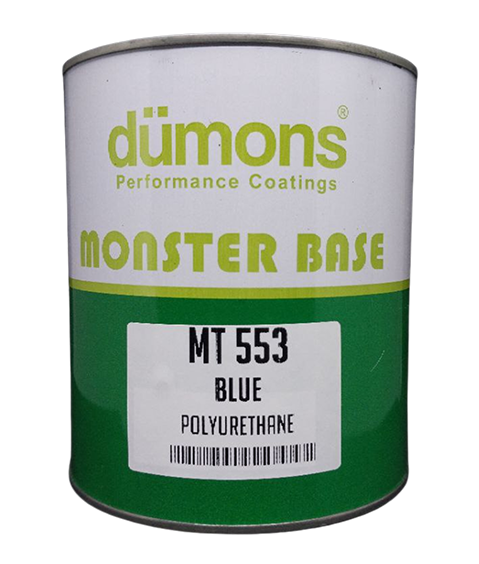 dümons®
Performance Coatings
MONSTER BASE
MT 553
BLUE
POLYURETHANE